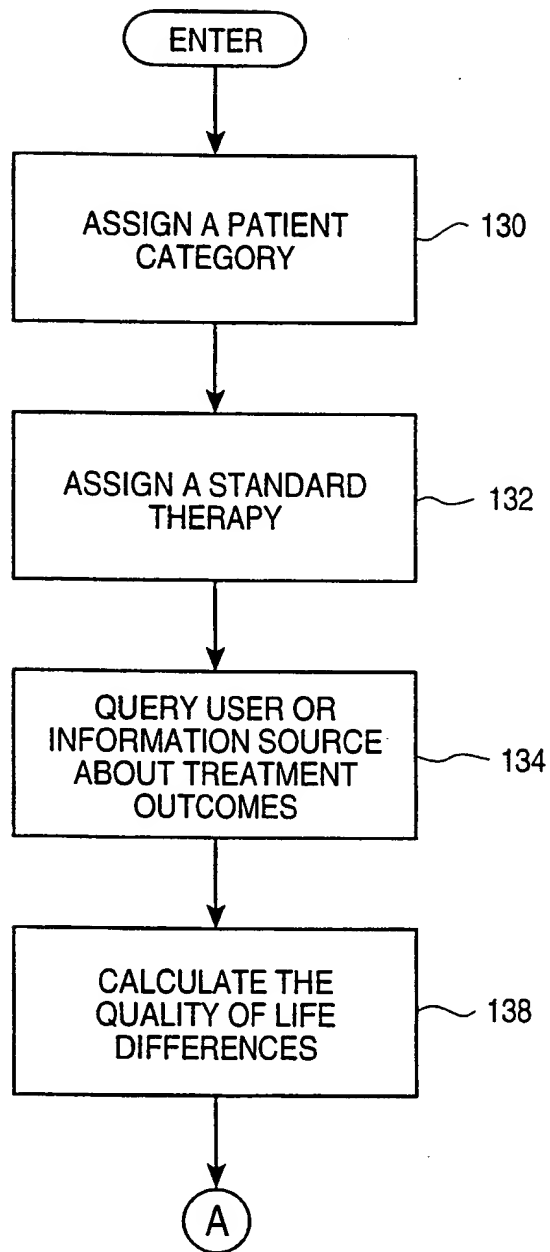 ENTER
ASSIGN A PATIENT
CATEGORY
130
ASSIGN A STANDARD
THERAPY
132
QUERY USER OR
INFORMATION SOURCE
ABOUT TREATMENT
OUTCOMES
134
CALCULATE THE
QUALITY OF LIFE
DIFFERENCES
138
A